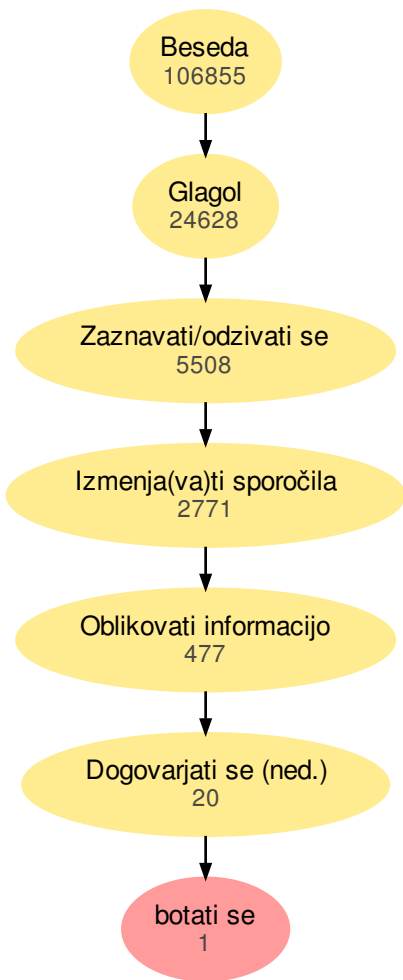 Beseda
106855
Glagol
24628
Zaznavati/odzivati se
5508
Izmenja(va)ti sporočila
2771
Oblikovati informacijo
477
Dogovarjati se (ned.)
20
botati se
1